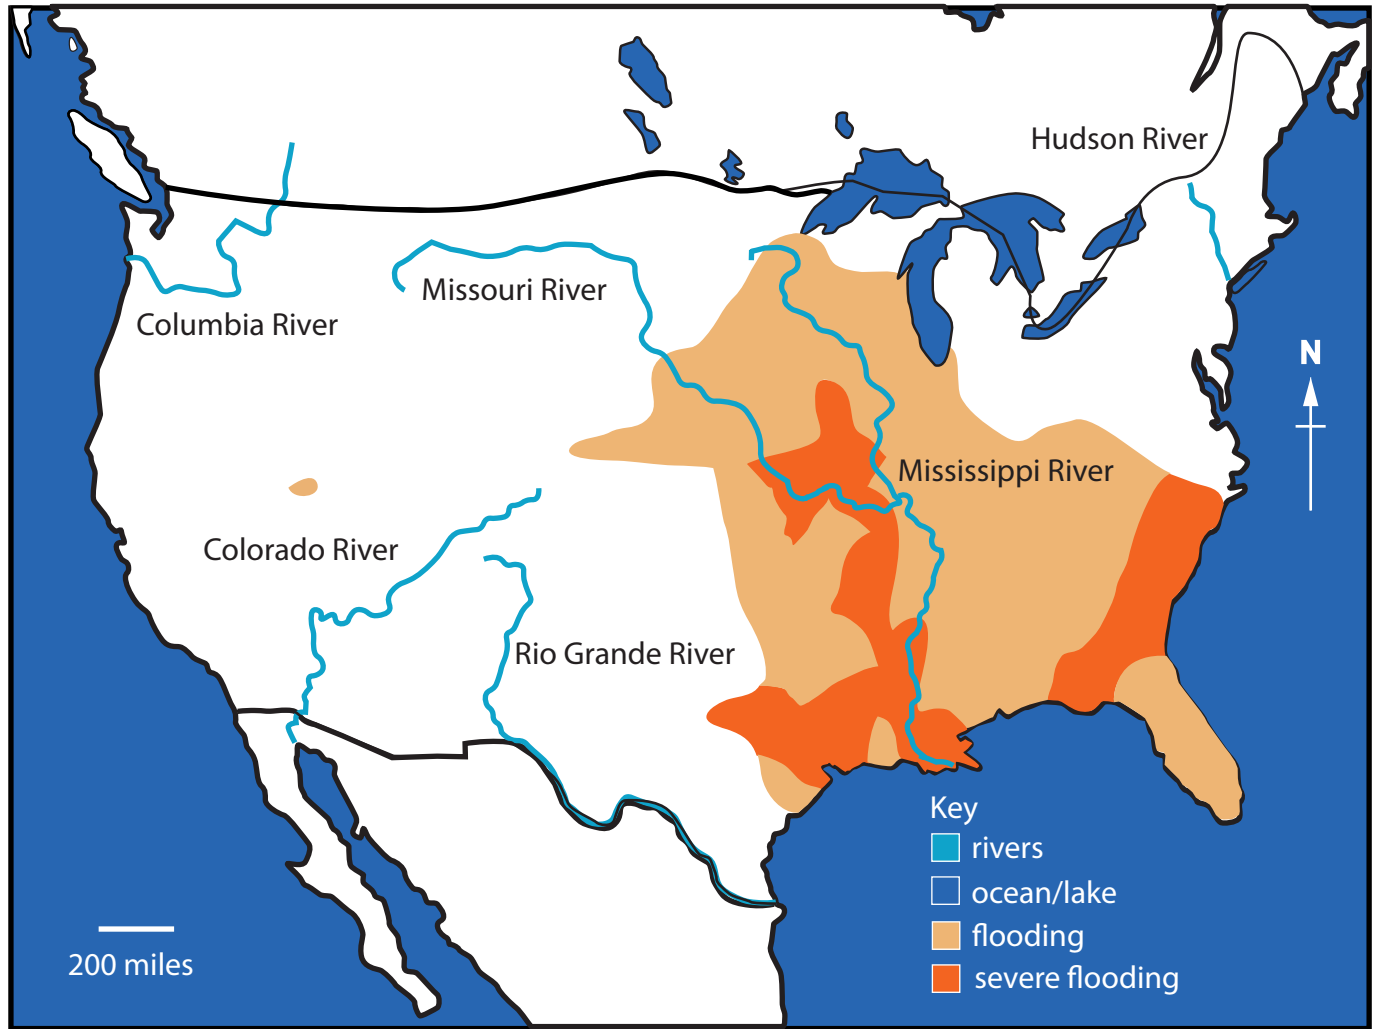 Hudson River
Missouri River
Columbia River
N
Mississippi River
Colorado River
Rio Grande River
Key
rivers
ocean/lake
flooding
severe flooding
200 miles